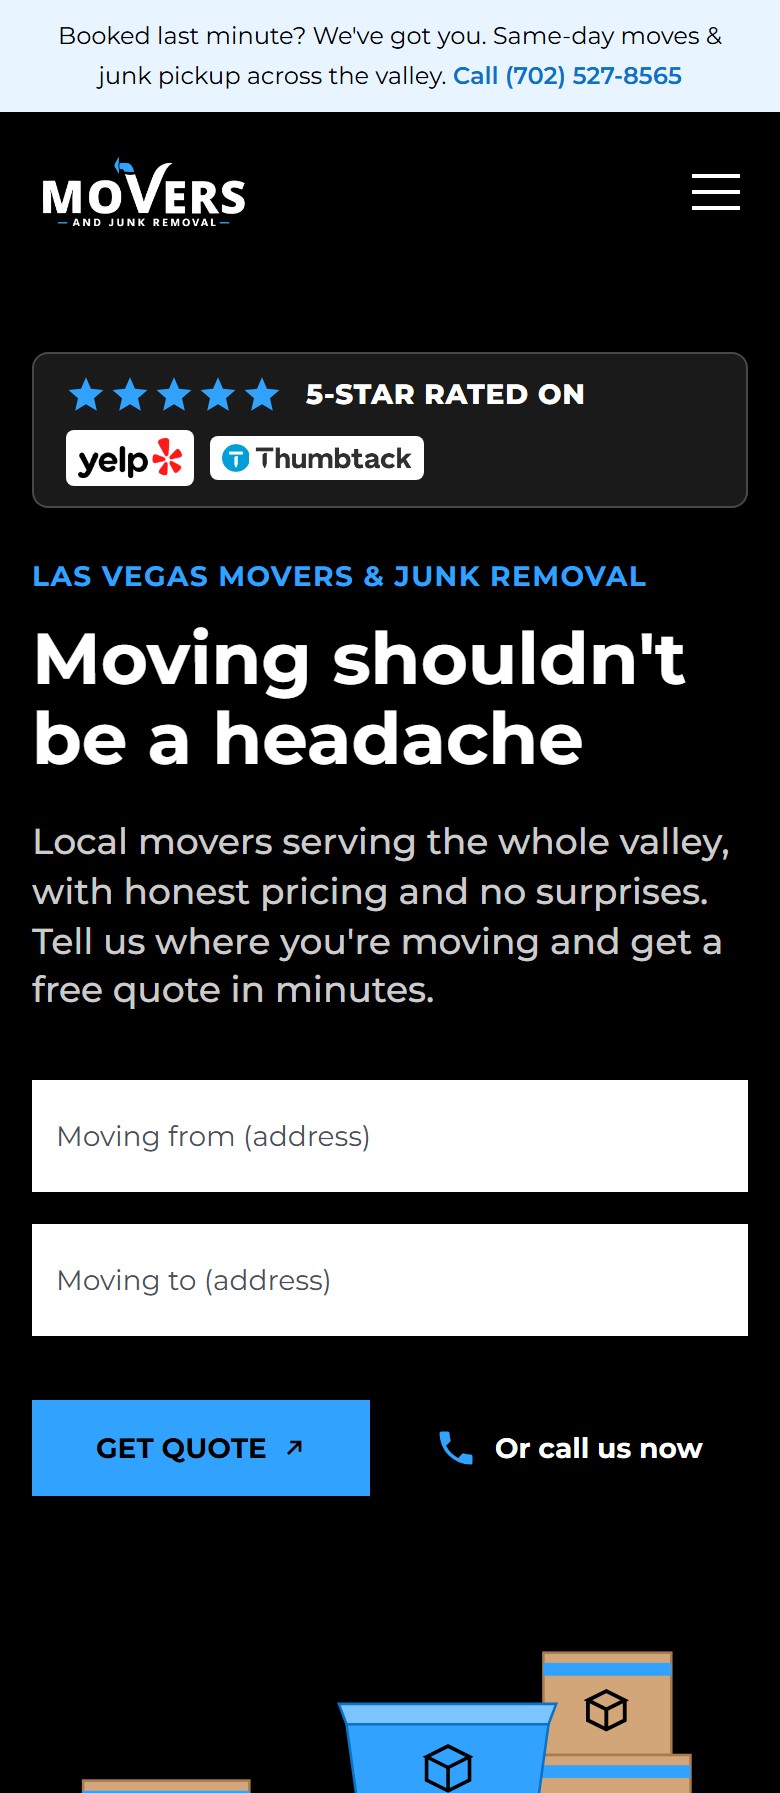 Booked last minute? We've got you. Same-day moves &
junk pickup across the valley. Call (702) 527-8565
MOVERS
AND JUNK REMOVAL
5-STAR RATED ON
yelp
Thumbtack
LAS VEGAS MOVERS & JUNK REMOVAL
Moving shouldn't
be a headache
Local movers serving the whole valley,
with honest pricing and no surprises.
Tell us where you're moving and get a
free quote in minutes.
Moving from (address)
Moving to (address)
GET QUOTE
Or call us now